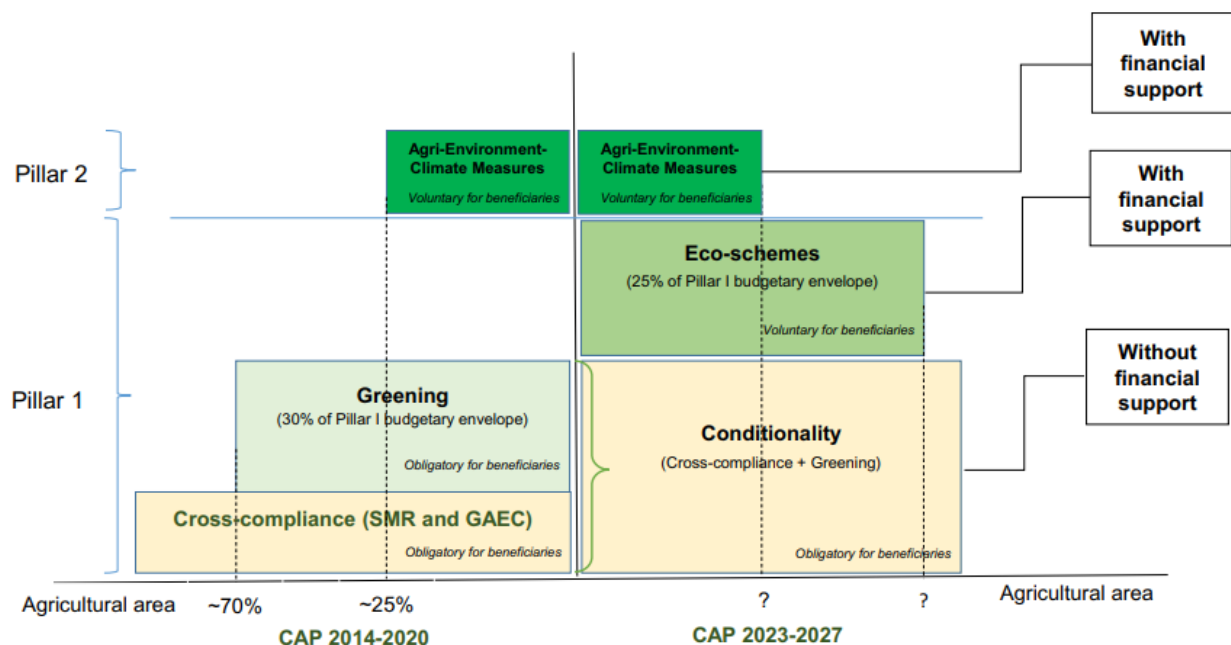 With
financial
support
Pillar 2
Agri-Environment-
Climate Measures
Voluntary for beneficiaries
Agri-Environment-
Climate Measures
Voluntary for beneficiaries
With
financial
support
Eco-schemes
(25% of Pillar I budgetary envelope)
Voluntary for beneficiaries
Pillar 1
Greening
(30% of Pillar I budgetary envelope)
Obligatory for beneficiaries
Cross-compliance (SMR and GAEC)
Obligatory for beneficiaries
Conditionality
(Cross-compliance + Greening)
Obligatory for beneficiaries
Without
financial
support
Agricultural area
~70%
~25%
?
?
Agricultural area
CAP 2014-2020
CAP 2023-2027